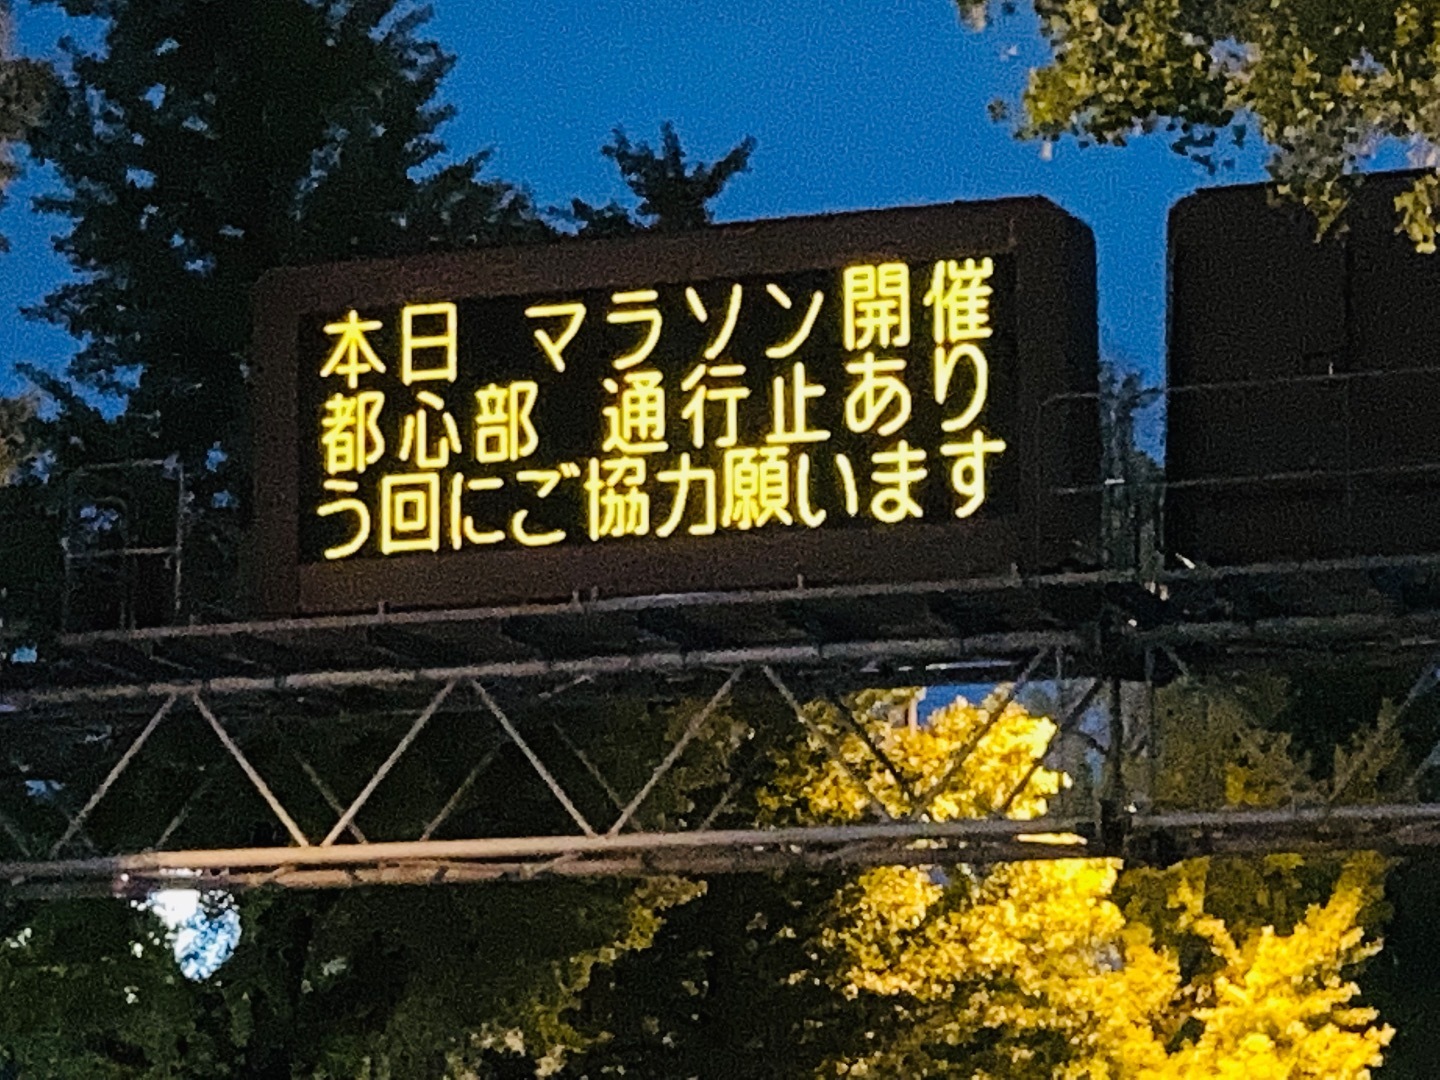 本日 マラソン開催
都心部 通行止あり
う回にご協力願います